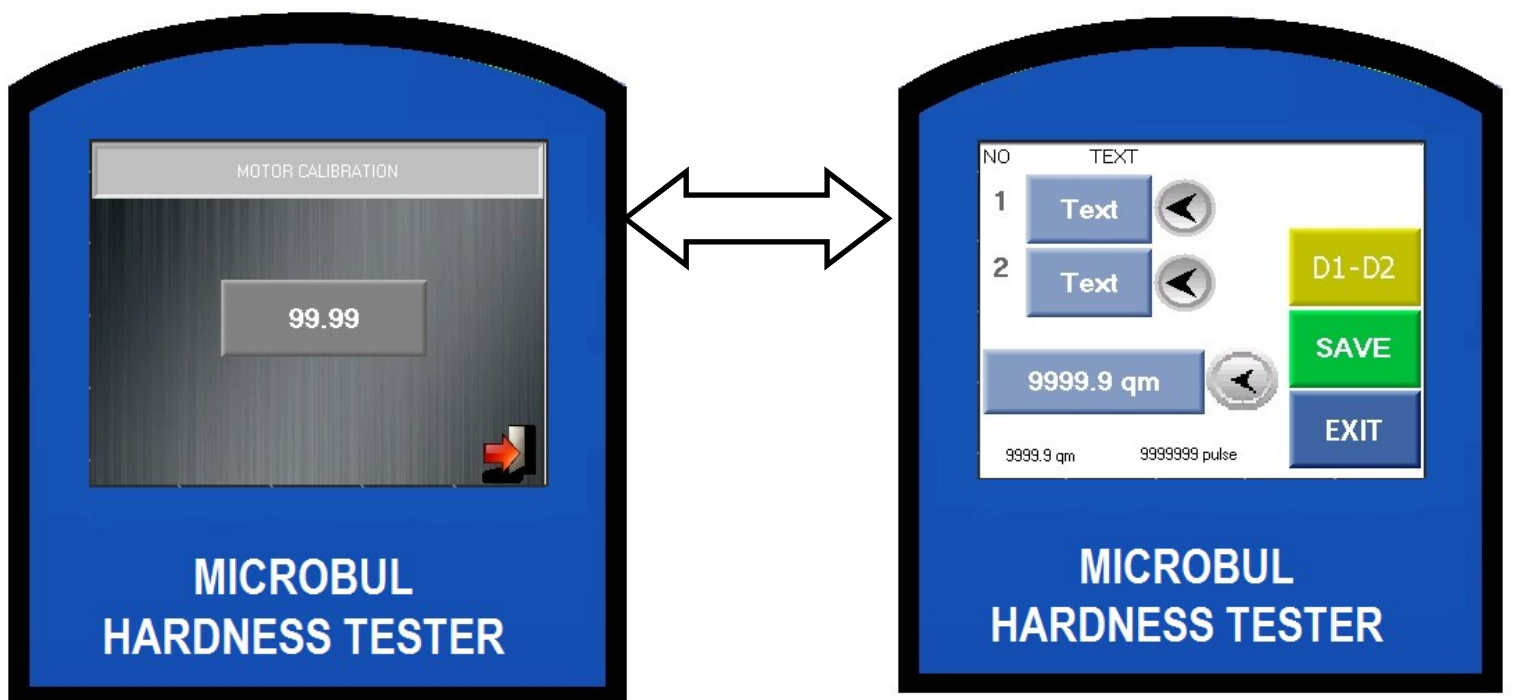 MOTOR CALIBRATION
99.99
MICROBUL
HARDNESS TESTER
NO TEXT
1 Text
2 Text
D1-D2
SAVE
9999.9 qm
EXIT
9999.9 qm 9999999 pulse
MICROBUL
HARDNESS TESTER